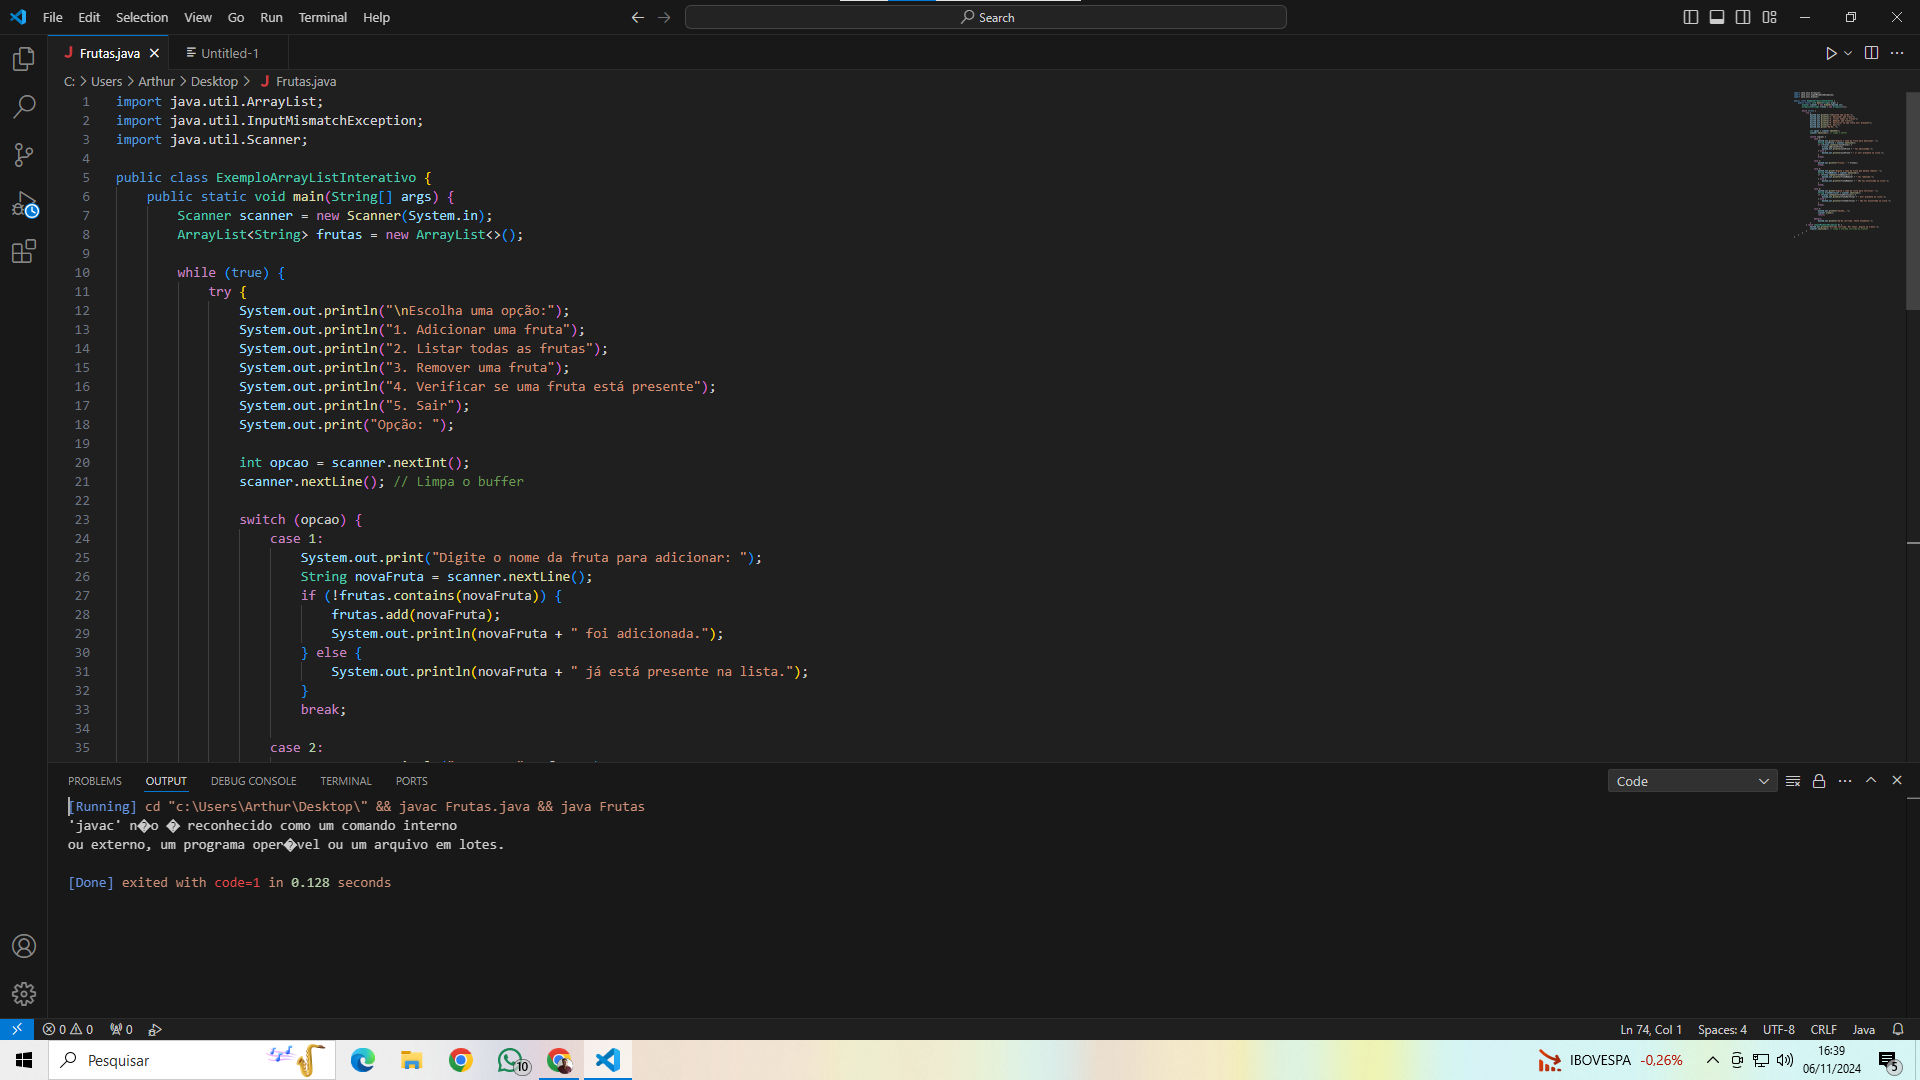 File Edit Selection View Go Run Terminal Help
Search
Frutas.java
Untitled-1
C: > Users > Arthur > Desktop > Frutas.java
1 import java.util.ArrayList;
2 import java.util.InputMismatchException;
3 import java.util.Scanner;
4
5 public class ExemploArrayListInterativo {
6 public static void main(String[] args) {
7 Scanner scanner = new Scanner(System.in);
8 ArrayList<String> frutas = new ArrayList<>();
9
10 while (true) {
11 try {
12 System.out.println("\nEscolha uma opção:");
13 System.out.println("1. Adicionar uma fruta");
14 System.out.println("2. Listar todas as frutas");
15 System.out.println("3. Remover uma fruta");
16 System.out.println("4. Verificar se uma fruta está presente");
17 System.out.println("5. Sair");
18 System.out.print("Opção: ");
19
20 int opcao = scanner.nextInt();
21 scanner.nextLine(); // Limpa o buffer
22
23 switch (opcao) {
24 case 1:
25 System.out.print("Digite o nome da fruta para adicionar: ");
26 String novaFruta = scanner.nextLine();
27 if (!frutas.contains(novaFruta)) {
28 frutas.add(novaFruta);
29 System.out.println(novaFruta + " foi adicionada.");
30 } else {
31 System.out.println(novaFruta + " já está presente na lista.");
32 }
33 break;
34
35 case 2:
PROBLEMS OUTPUT DEBUG CONSOLE TERMINAL PORTS
Code
[Running] cd "c:\Users\Arthur\Desktop\" && javac Frutas.java && java Frutas
'javac' n�o � reconhecido como um comando interno
ou externo, um programa oper�vel ou um arquivo em lotes.
[Done] exited with code=1 in 0.128 seconds
0 0 0
Ln 74, Col 1 Spaces: 4 UTF-8 CRLF Java
Pesquisar
10
IBOVESPA -0,26%
16:39
06/11/2024
5